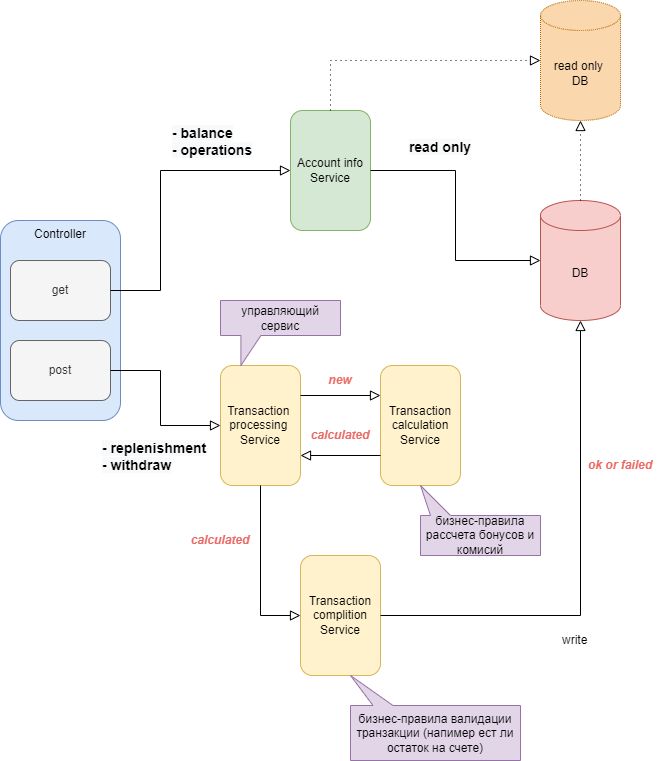 read only
DB
- balance
- operations
Account info
Service
read only
Controller
get
DB
управляющий
сервис
post
Transaction
processing
Service
new
Transaction
calculation
Service
calculated
- replenishment
- withdraw
ok or failed
бизнес-правила
рассчета бонусов и
комисий
calculated
Transaction
complition
Service
write
бизнес-правила валидации
транзакции (напимер ест ли
остаток на счете)